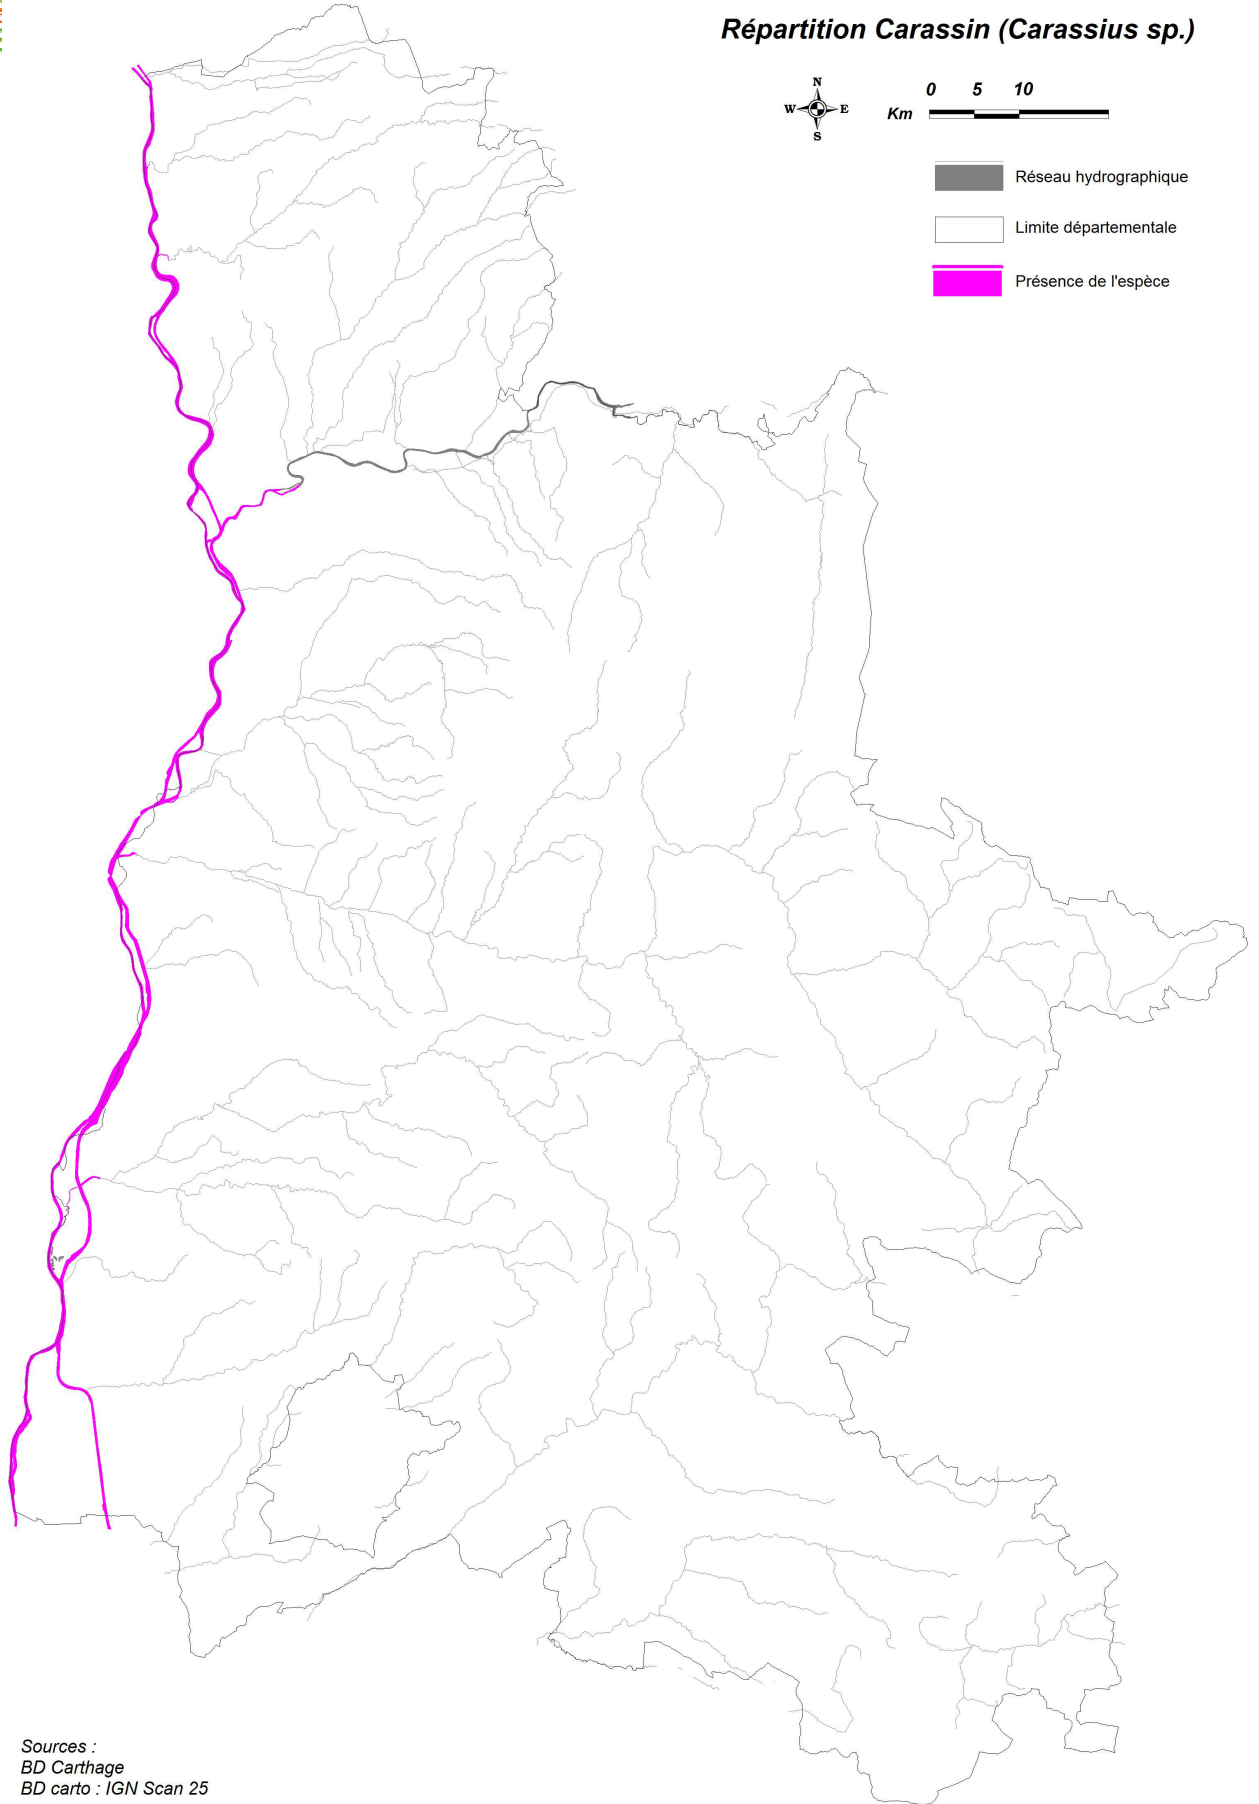 Répartition Carassin (Carassius sp.)
N
W E
S
0 5 10
Km
Réseau hydrographique
Limite départementale
Présence de l'espèce
Sources :
BD Carthage
BD carto : IGN Scan 25